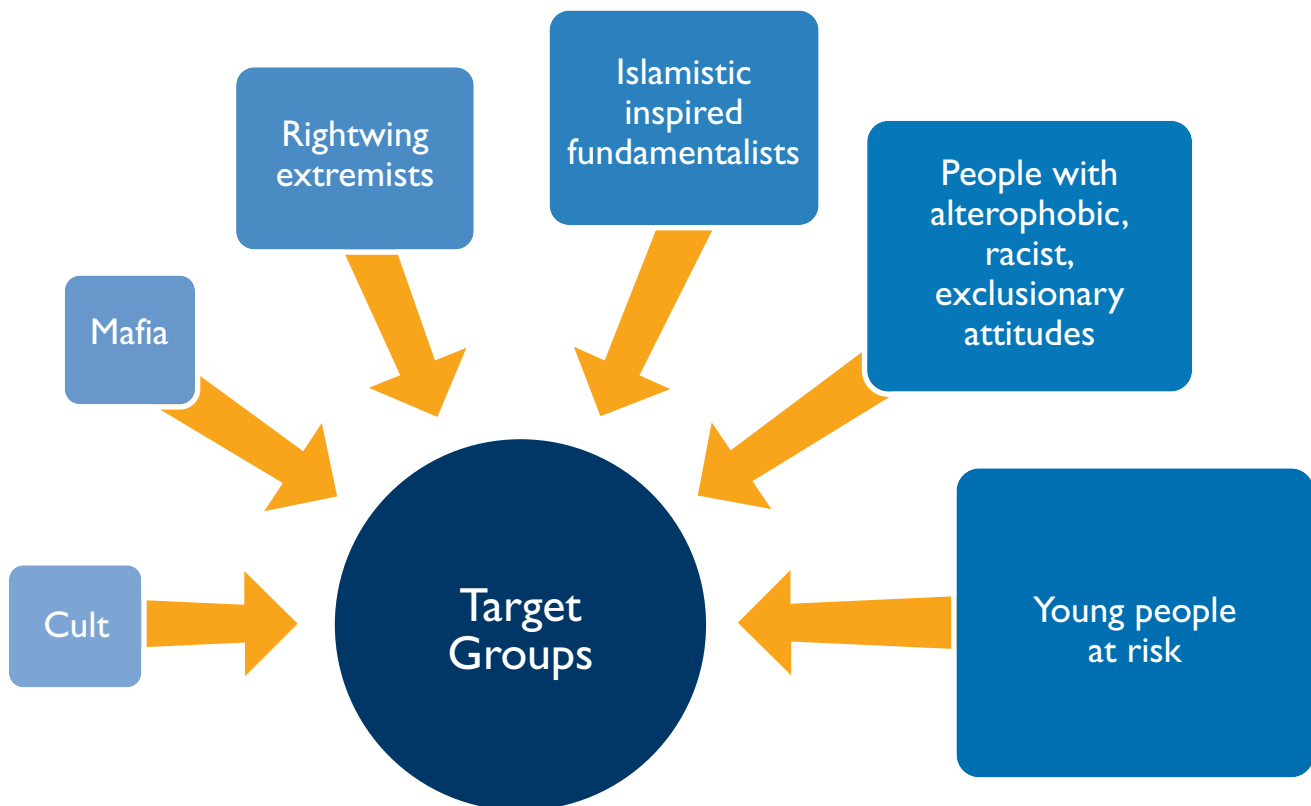 Islamistic
inspired
fundamentalists
Rightwing
extremists
People with
alterophobic,
racist,
exclusionary
attitudes
Mafia
Cult
Target
Groups
Young people
at risk